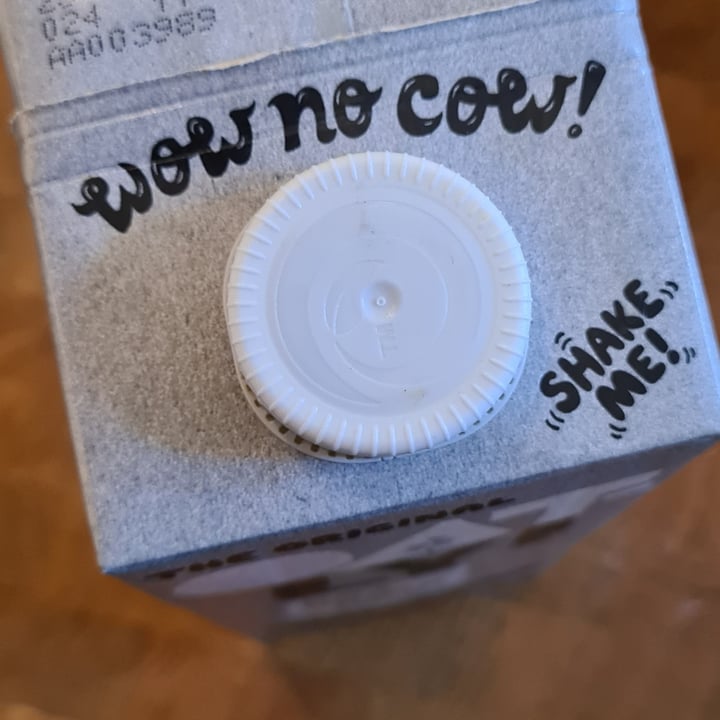 024
AA003989
wow no cow!
SHAKE
ME!
THE ORIGINAL